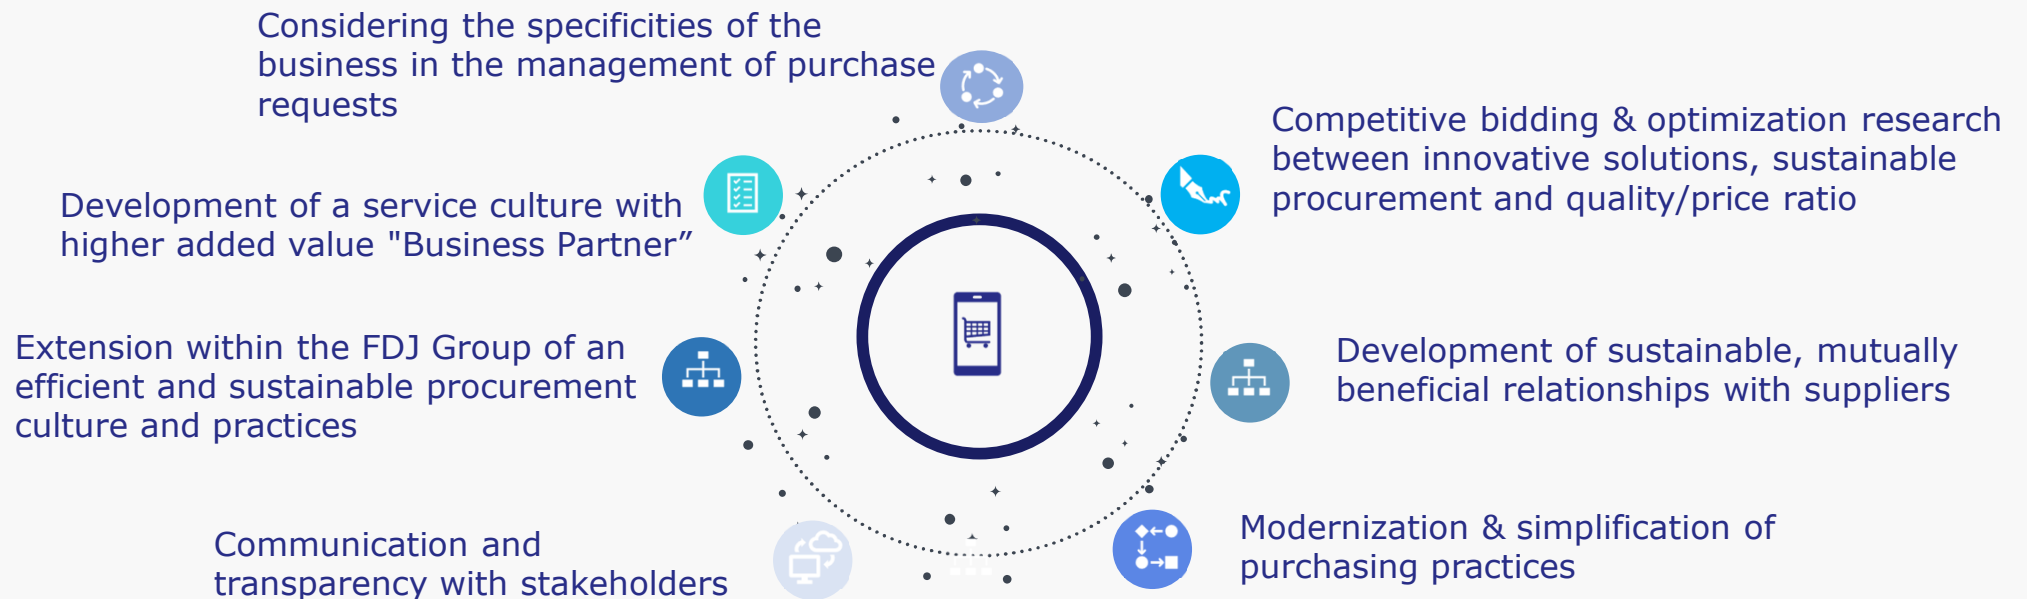 Considering the specificities of the
business in the management of purchase
requests
Competitive bidding & optimization research
between innovative solutions, sustainable
procurement and quality/price ratio
Development of a service culture with
higher added value "Business Partner”
Extension within the FDJ Group of an
efficient and sustainable procurement
culture and practices
Development of sustainable, mutually
beneficial relationships with suppliers
Communication and
transparency with stakeholders
Modernization & simplification of
purchasing practices